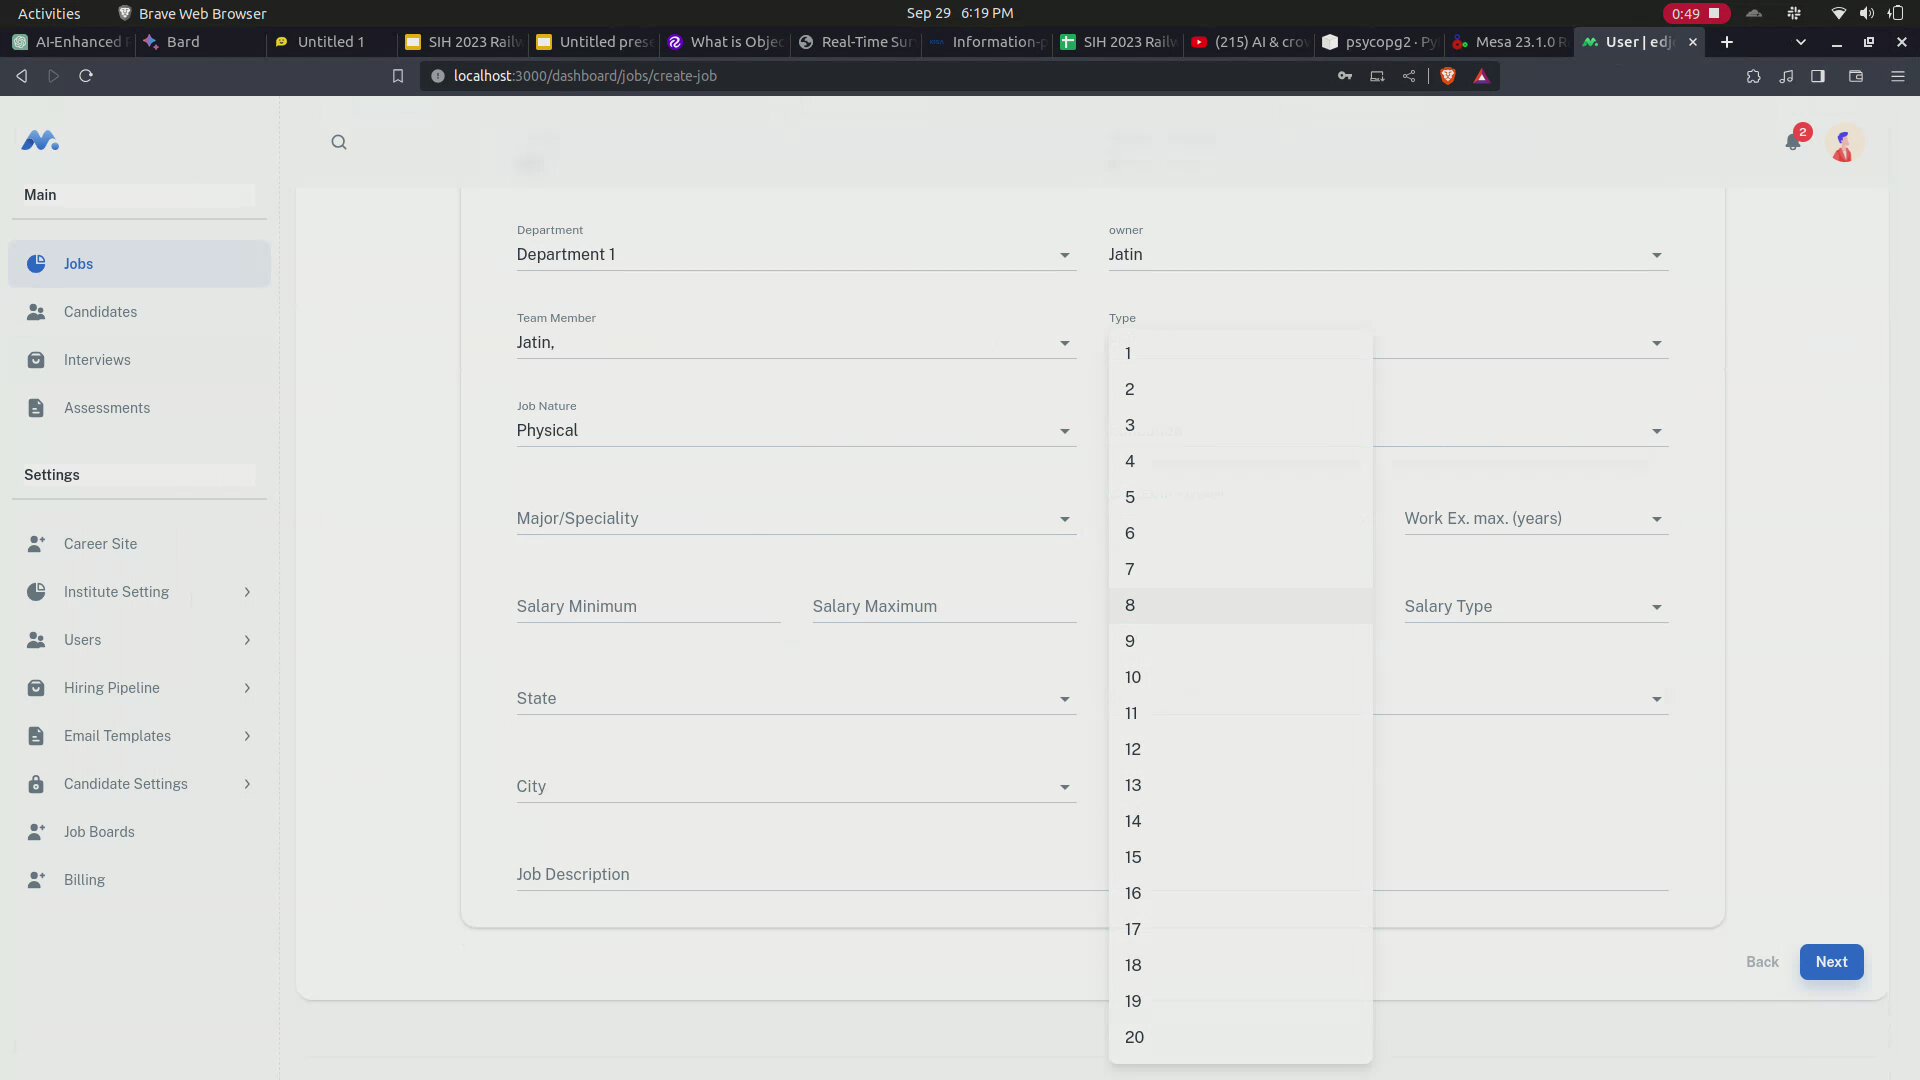 Activities
Brave Web Browser
Sep 29 6:19 PM
0:49
AI-Enhanced
Bard
Untitled 1
SIH 2023 Railw
Untitled prese
What is Objec
Real-Time Sur
Information-p
SIH 2023 Railw
(215) AI & crov
psycopg2 · Py
Mesa 23.1.0 R
User | edj
localhost:3000/dashboard/jobs/create-job
2
Main
Jobs
Candidates
Interviews
Assessments
Settings
Career Site
Institute Setting
Users
Hiring Pipeline
Email Templates
Candidate Settings
Job Boards
Billing
Department
Department 1
owner
Jatin
Team Member
Jatin,
Type
Job Nature
Physical
Major/Speciality
Work Ex. max. (years)
Salary Minimum
Salary Maximum
Salary Type
State
City
Job Description
1
2
3
4
5
6
7
8
9
10
11
12
13
14
15
16
17
18
19
20
Back
Next